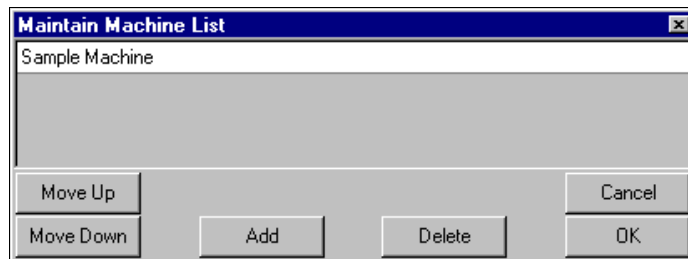 Maintain Machine List
Sample Machine
Move Up
Cancel
Move Down
Add
Delete
OK